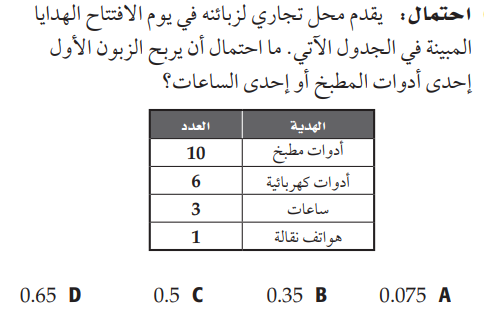 احتمال: يقدم محل تجاري لزبائنه في يوم الافتتاح الهدايا
المبينة في الجدول الآتي. ما احتمال أن يربح الزبون الأول
إحدى أدوات المطبخ أو إحدى الساعات؟
الهدية العدد
أدوات مطبخ 10
أدوات كهربائية 6
ساعات 3
هواتف نقالة 1
A 0.075 B 0.35 C 0.5 D 0.65